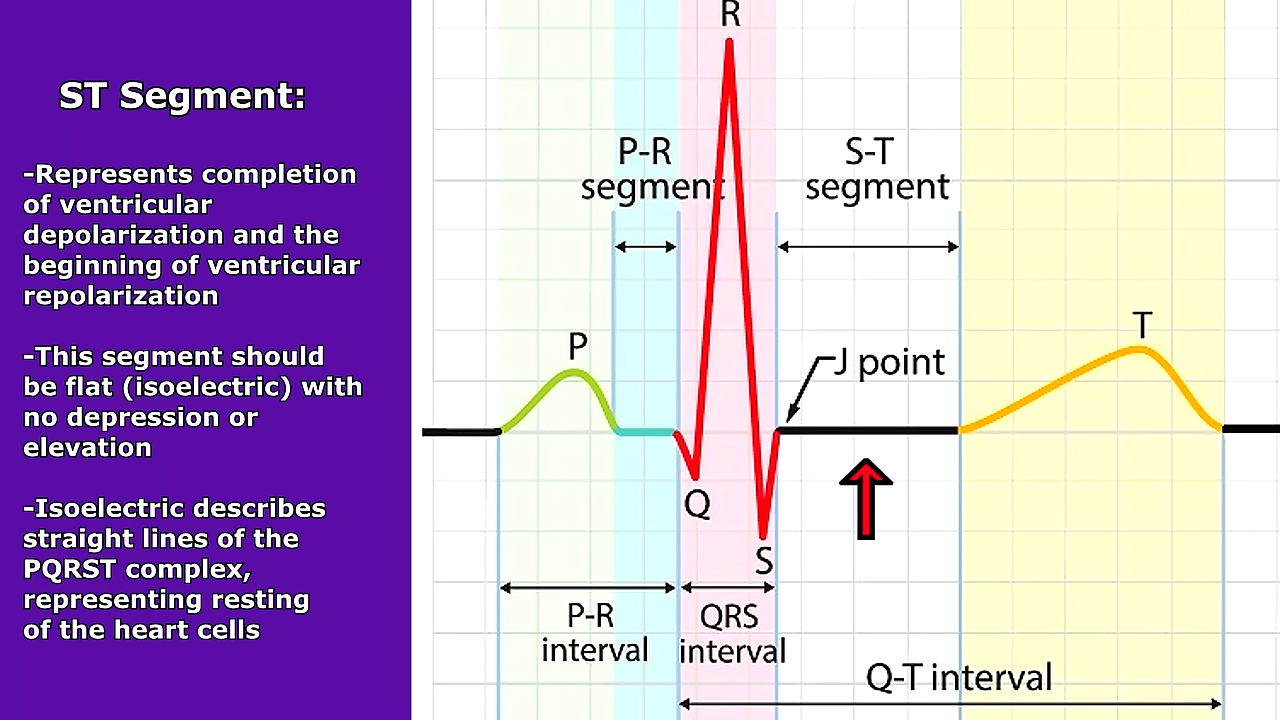 ST Segment:
-Represents completion
of ventricular
depolarization and the
beginning of ventricular
repolarization
-This segment should
be flat (isoelectric) with
no depression or
elevation
-Isoelectric describes
straight lines of the
PQRST complex,
representing resting
of the heart cells
R
P-R
segment
S-T
segment
P
T
J point
Q
S
P-R
interval
QRS
interval
Q-T interval